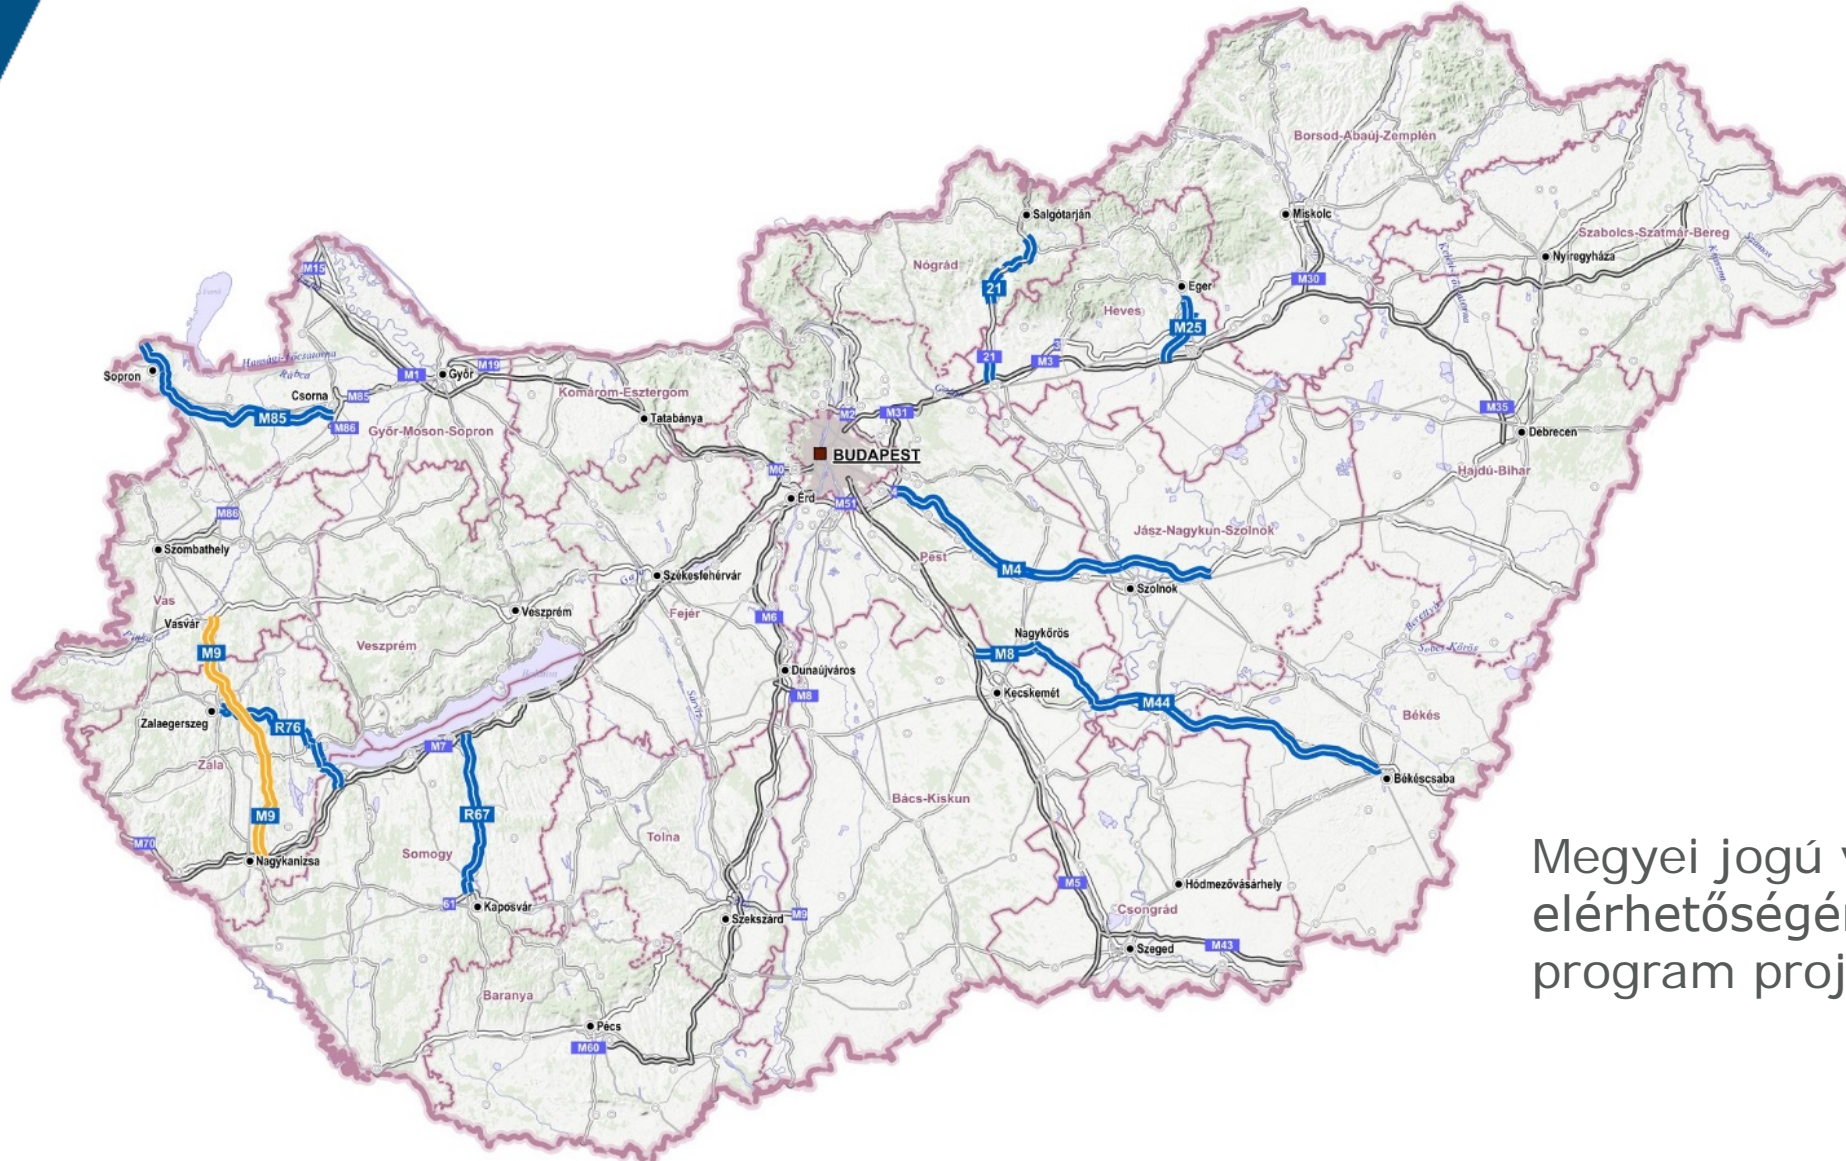 Borsod-Abaúj-Zemplén
Salgótarján
Miskolc
Szabolcs-Szatmár-Bereg
Nyíregyháza
Nógrád
M15
21
Eger
M30
Heves
M25
21
M3
Sopron
M1
Győr
M19
Csorna
M85
M85
M86
Győr-Moson-Sopron
Komárom-Esztergom
Tatabánya
M2
M31
M35
Debrecen
BUDAPEST
M0
Érd
M51
Hajdú-Bihar
M86
Szombathely
Jász-Nagykun-Szolnok
Pest
M4
Szolnok
Székesfehérvár
Fejér
Vas
Vasvár
Veszprém
M6
Veszprém
M9
Nagykőrös
M8
Dunaújváros
M8
Kecskemét
M44
Békés
Zalaegerszeg
R76
M7
Zala
Békéscsaba
Bács-Kiskun
M9
R67
Tolna
M70
Nagykanizsa
Somogy
Megyei jogú
elérhetőségé
program proj
M5
Hódmezővásárhely
61
Kaposvár
Szekszárd
M9
Csongrád
Szeged
M43
Baranya
Pécs
M60